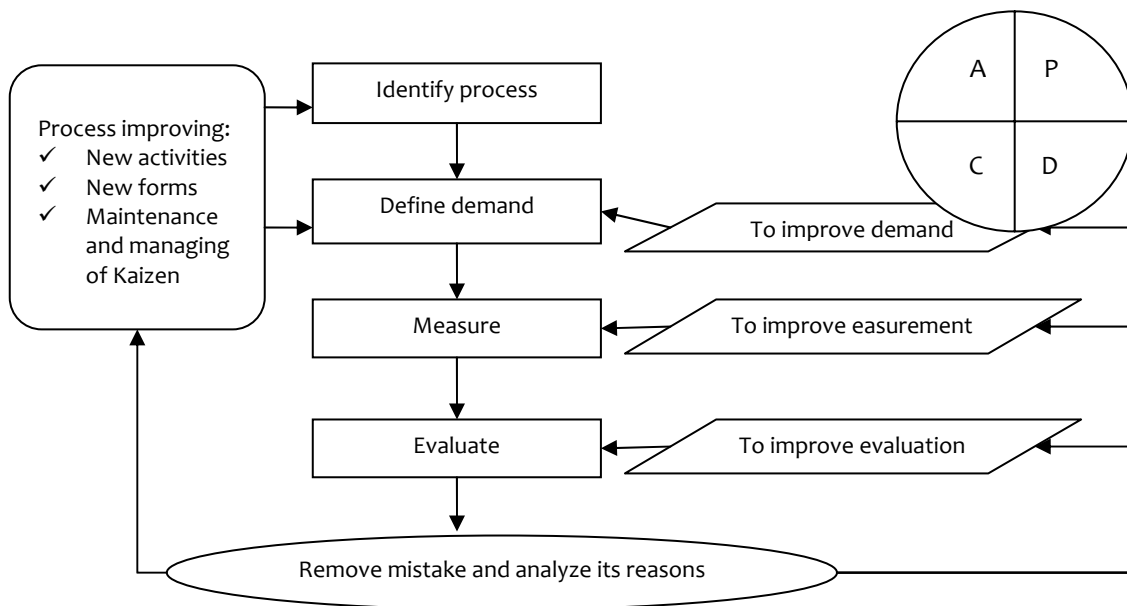 Process improving:
✓ New activities
✓ New forms
✓ Maintenance
and managing
of Kaizen
Identify process
Define demand
Measure
Evaluate
Remove mistake and analyze its reasons
To improve demand
To improve easurement
To improve evaluation
A P
C D